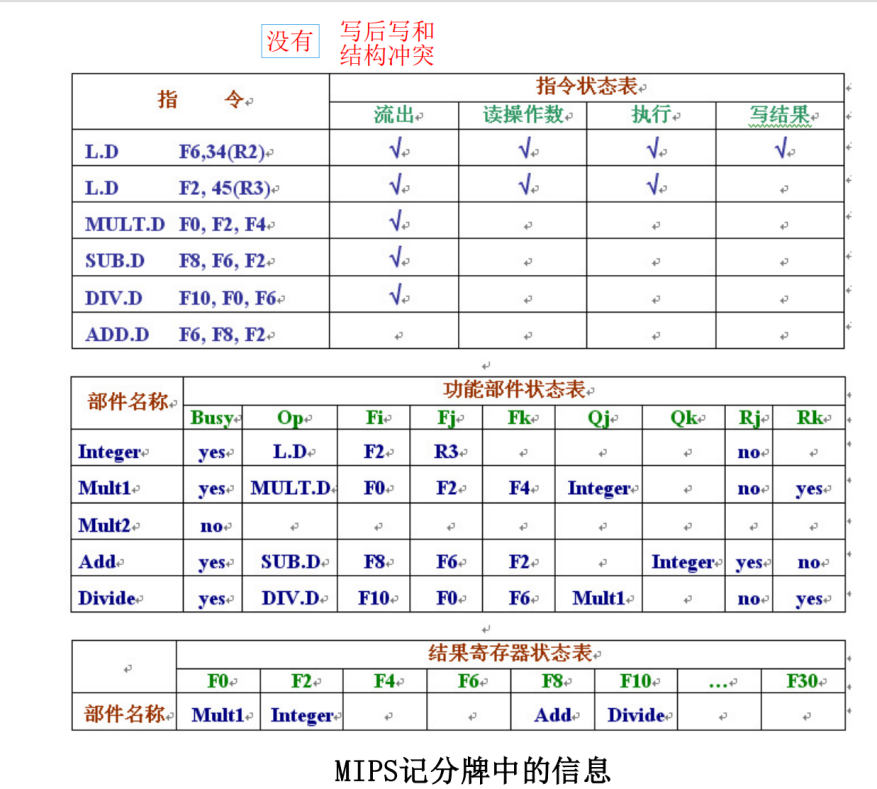 没有 写后写和
结构冲突
指 令 指令状态表
流出 读操作数 执行 写结果
L.D F6,34(R2) √ √ √ √
L.D F2, 45(R3) √ √ √
MULT.D F0, F2, F4 √
SUB.D F8, F6, F2 √
DIV.D F10, F0, F6 √
ADD.D F6, F8, F2
部件名称 功能部件状态表
Busy Op Fi Fj Fk Qj Qk Rj Rk
Integer yes L.D F2 R3 no
Mult1 yes MULT.D F0 F2 F4 Integer no yes
Mult2 no
Add yes SUB.D F8 F6 F2 Integer yes no
Divide yes DIV.D F10 F0 F6 Mult1 no yes
结果寄存器状态表
F0 F2 F4 F6 F8 F10 … F30
部件名称 Mult1 Integer Add Divide
MIPS记分牌中的信息